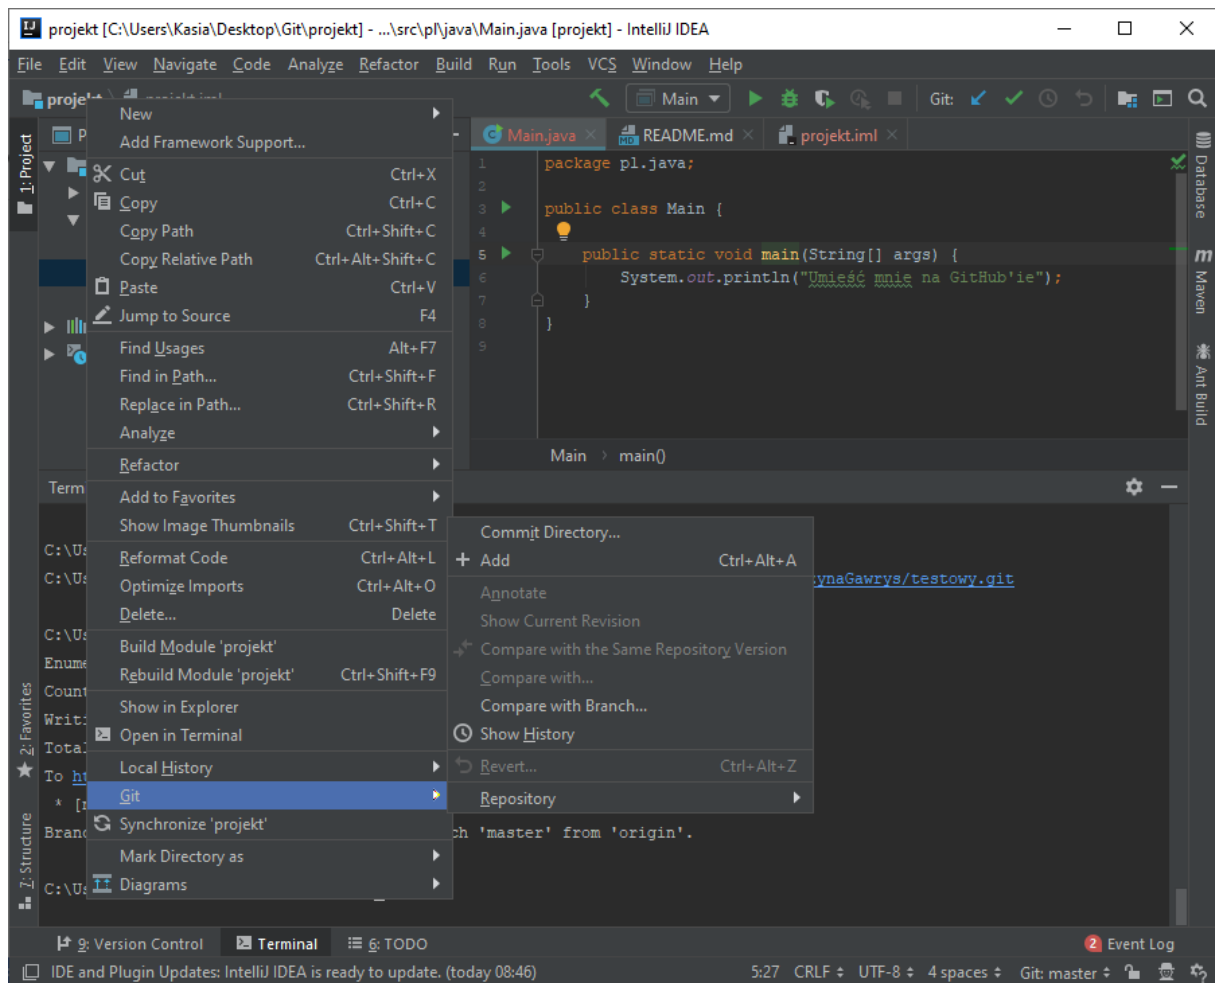 projekt [C:\Users\Kasia\Desktop\Git\projekt] - ...\src\pl\java\Main.java [projekt] - IntelliJ IDEA
File Edit View Navigate Code Analyze Refactor Build Run Tools VCS Window Help
projekt projekt.iml
Main
Git:
1: Project
Main.java
README.md
projekt.iml
New
Add Framework Support...
Cut Ctrl+X
Copy Ctrl+C
Copy Path Ctrl+Shift+C
Copy Relative Path Ctrl+Alt+Shift+C
Paste Ctrl+V
Jump to Source F4
Find Usages Alt+F7
Find in Path... Ctrl+Shift+F
Replace in Path... Ctrl+Shift+R
Analyze
Refactor
Add to Favorites
Show Image Thumbnails Ctrl+Shift+T
Reformat Code Ctrl+Alt+L
Optimize Imports Ctrl+Alt+O
Delete... Delete
Build Module 'projekt'
Rebuild Module 'projekt' Ctrl+Shift+F9
Show in Explorer
Open in Terminal
Local History
Git
Synchronize 'projekt'
Mark Directory as
Diagrams
1 package pl.java;
2
3 public class Main {
4
5 public static void main(String[] args) {
6 System.out.println("Umieść mnie na GitHub'ie");
7 }
8 }
9
Main main()
Database
Maven
Ant Build
Commit Directory...
Add Ctrl+Alt+A
Annotate
Show Current Revision
Compare with the Same Repository Version
Compare with...
Compare with Branch...
Show History
Revert... Ctrl+Alt+Z
Repository
Term
C:\Us
C:\Us ynaGawrys/testowy.git
C:\Us
Enume
Count
Writi
Total
To ht
* [n
Branc ch 'master' from 'origin'.
C:\Us
2: Favorites
7: Structure
9: Version Control
Terminal
6: TODO
2 Event Log
IDE and Plugin Updates: IntelliJ IDEA is ready to update. (today 08:46)
5:27 CRLF UTF-8 4 spaces Git: master